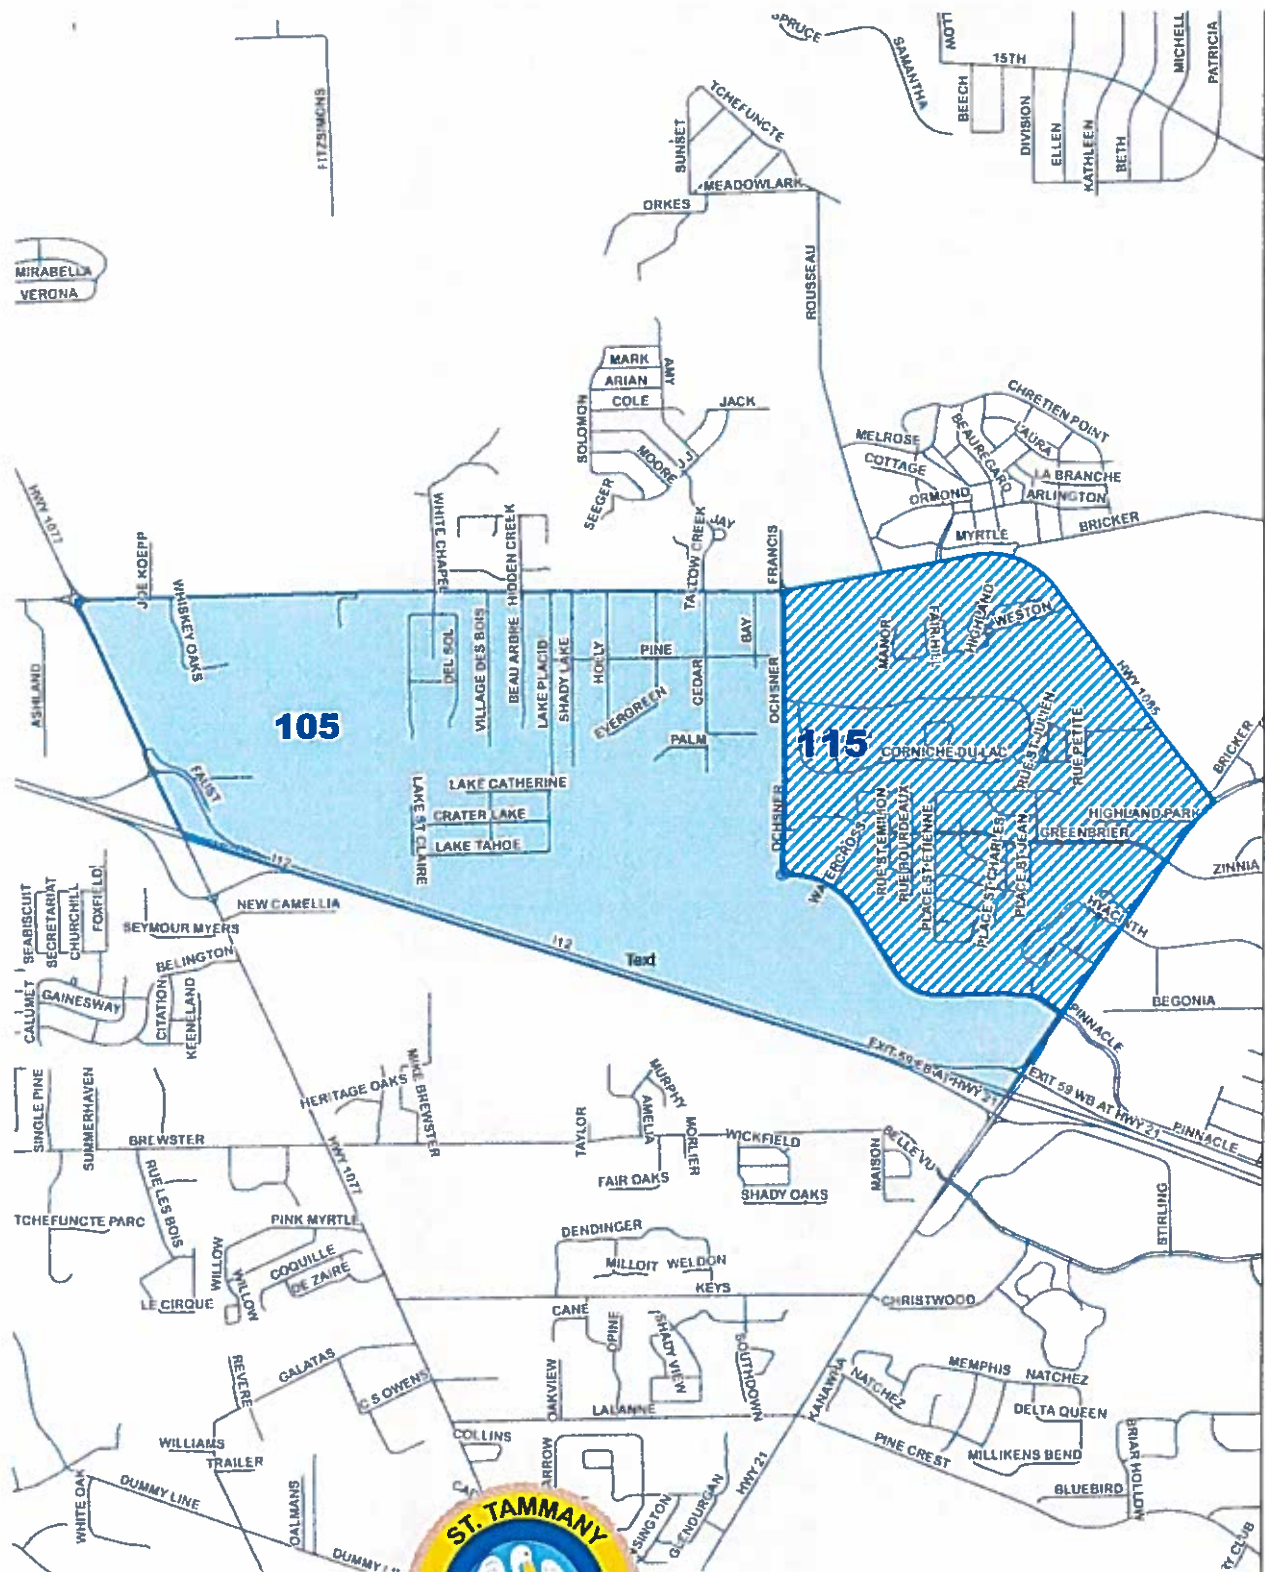 SPRUCE
SAMANTHA
15TH
BEECH
DIVISION
ELLEN
KATHLEEN
BETH
MICHELL
PATRICIA
FITZSIMONS
TCHEFUNCTE
SUNSET
MEADOWLARK
ORKES
ROUSSEAU
MIRABELLA
VERONA
MARK
ARIAN
COLE
AMY
JACK
SOLOMON
MOORE
JJ
SEEGER
CHRETIEN POINT
MELROSE
COTTAGE
BEAUREGARD
LAURA
LA BRANCHE
ORMOND
ARLINGTON
MYRTLE
BRICKER
HWY 1077
JOE KOEPP
WHISKEY OAKS
WHITE CHAPEL
HIDDEN CREEK
TALLOW CREEK
JAY
FRANCIS
ASHLAND
DEL SOL
VILLAGE DES BOIS
BEAU ARBRE
LAKE PLACID
SHADY LAKE
HOLLY
PINE
EVERGREEN
CEDAR
BAY
PALM
OCHSNER
MANOR
FAIR HILL
HIGHLAND
WESTON
HWY 1085
105
115
CORNICHE DU LAC
RUE ST JULIEN
RUE PETITE
BRICKER
FAUST
LAKE ST CLAIRE
LAKE CATHERINE
CRATER LAKE
LAKE TAHOE
OCHSNER
WATERCROSS
RUE ST EMILION
RUE BOURDEAUX
PLACE ST ETIENNE
PLACE ST CHARLES
PLACE ST JEAN
HIGHLAND PARK
GREENBRIER
ZINNIA
HYACINTH
I12
NEW CAMELLIA
SEABISCUIT
SECRETARIAT
CHURCHILL
FOXFIELD
SEYMOUR MYERS
BELINGTON
CALUMET
GAINESWAY
CITATION
KEENELAND
I12
Text
BEGONIA
PINNACLE
EXIT 59 EB AT HWY 21
EXIT 59 WB AT HWY 21
PINNACLE
SINGLE PINE
SUMMERHAVEN
BREWSTER
HERITAGE OAKS
MIKE BREWSTER
HWY 1077
TAYLOR
AMELIA
MURPHY
MORLIER
WICKFIELD
FAIR OAKS
SHADY OAKS
MAISON
BELLE VU
STIRLING
TCHEFUNCTE PARC
RUE LES BOIS
PINK MYRTLE
WILLOW
WILLOW
COQUILLE
DE ZAIRE
LE CIRQUE
DENDINGER
MILLOIT
WELDON
KEYS
CHRISTWOOD
CANE
OPINE
SHADY VIEW
SOUTHDOWN
REVERE
GALATAS
C S OWENS
OAKVIEW
LALANNE
KANAWHA
NATCHEZ
MEMPHIS
NATCHEZ
DELTA QUEEN
MILLIKENS BEND
PINE CREST
BRIAR HOLLOW
BLUEBIRD
WILLIAMS
TRAILER
WHITE OAK
DUMMY LINE
DALMANS
COLLINS
ARROW
GLENDURGAN
HWY 21
ST. TAMMANY